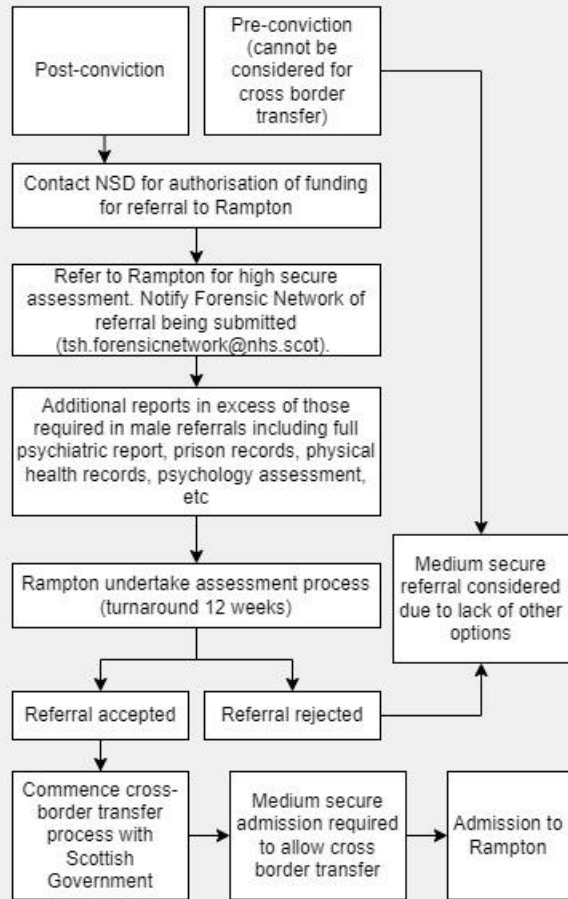 Post-conviction
Pre-conviction
(cannot be
considered for
cross border
transfer)
Contact NSD for authorisation of funding
for referral to Rampton
Refer to Rampton for high secure
assessment. Notify Forensic Network of
referral being submitted
(tsh.forensicnetwork@nhs.scot).
Additional reports in excess of those
required in male referrals including full
psychiatric report, prison records, physical
health records, psychology assessment,
etc
Rampton undertake assessment process
(turnaround 12 weeks)
Medium secure
referral considered
due to lack of other
options
Referral accepted
Referral rejected
Commence cross-
border transfer
process with
Scottish
Government
Medium secure
admission required
to allow cross
border transfer
Admission to
Rampton